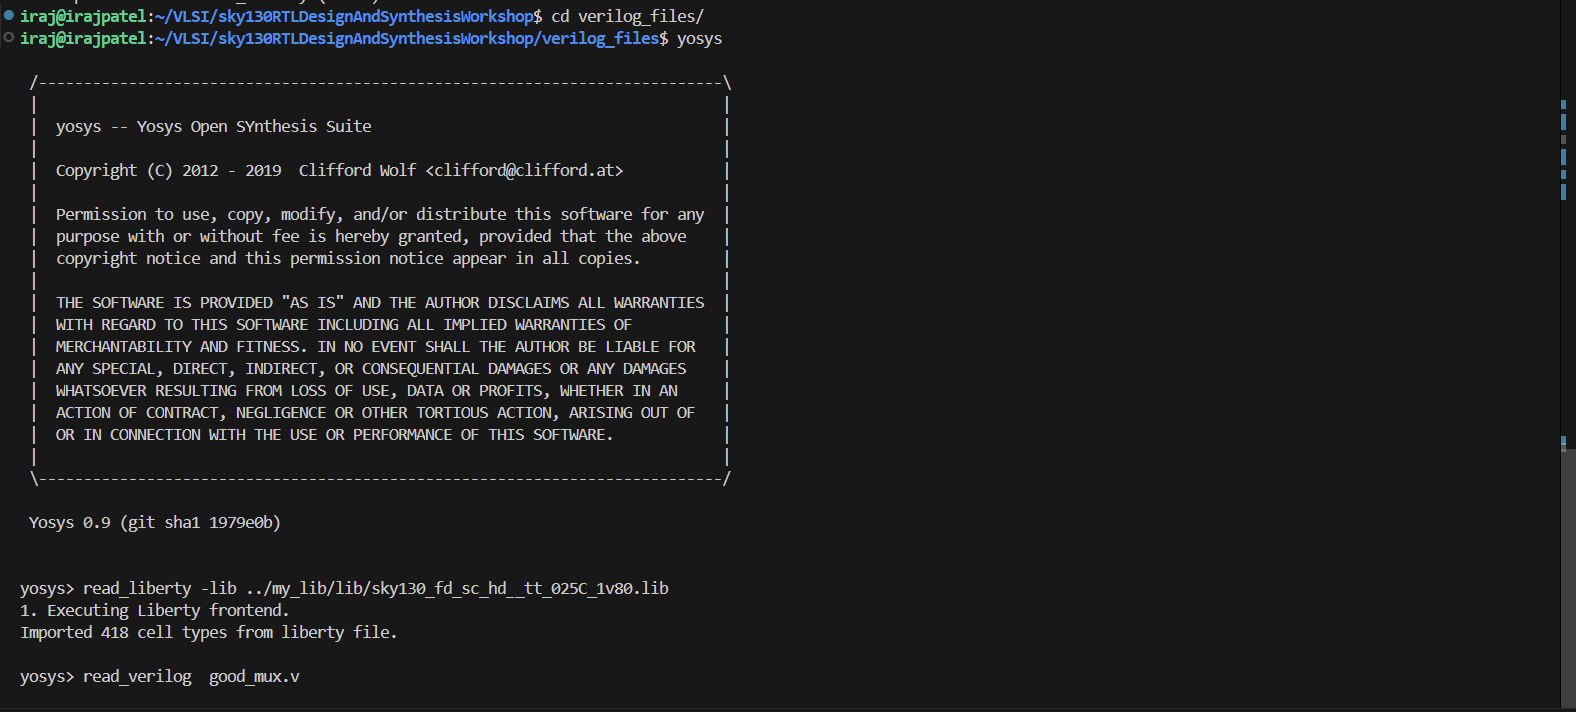 iraj@irajpatel:~/VLSI/sky130RTLDesignAndSynthesisWorkshop$ cd verilog_files/
iraj@irajpatel:~/VLSI/sky130RTLDesignAndSynthesisWorkshop/verilog_files$ yosys
/----------------------------------------------------------------------------\
|                                                                            |
|  yosys -- Yosys Open SYnthesis Suite                                       |
|                                                                            |
|  Copyright (C) 2012 - 2019  Clifford Wolf <clifford@clifford.at>           |
|                                                                            |
|  Permission to use, copy, modify, and/or distribute this software for any  |
|  purpose with or without fee is hereby granted, provided that the above    |
|  copyright notice and this permission notice appear in all copies.         |
|                                                                            |
|  THE SOFTWARE IS PROVIDED "AS IS" AND THE AUTHOR DISCLAIMS ALL WARRANTIES  |
|  WITH REGARD TO THIS SOFTWARE INCLUDING ALL IMPLIED WARRANTIES OF          |
|  MERCHANTABILITY AND FITNESS. IN NO EVENT SHALL THE AUTHOR BE LIABLE FOR   |
|  ANY SPECIAL, DIRECT, INDIRECT, OR CONSEQUENTIAL DAMAGES OR ANY DAMAGES    |
|  WHATSOEVER RESULTING FROM LOSS OF USE, DATA OR PROFITS, WHETHER IN AN     |
|  ACTION OF CONTRACT, NEGLIGENCE OR OTHER TORTIOUS ACTION, ARISING OUT OF   |
|  OR IN CONNECTION WITH THE USE OR PERFORMANCE OF THIS SOFTWARE.            |
|                                                                            |
\----------------------------------------------------------------------------/
Yosys 0.9 (git sha1 1979e0b)
yosys> read_liberty -lib ../my_lib/lib/sky130_fd_sc_hd__tt_025C_1v80.lib
1. Executing Liberty frontend.
Imported 418 cell types from liberty file.
yosys> read_verilog  good_mux.v